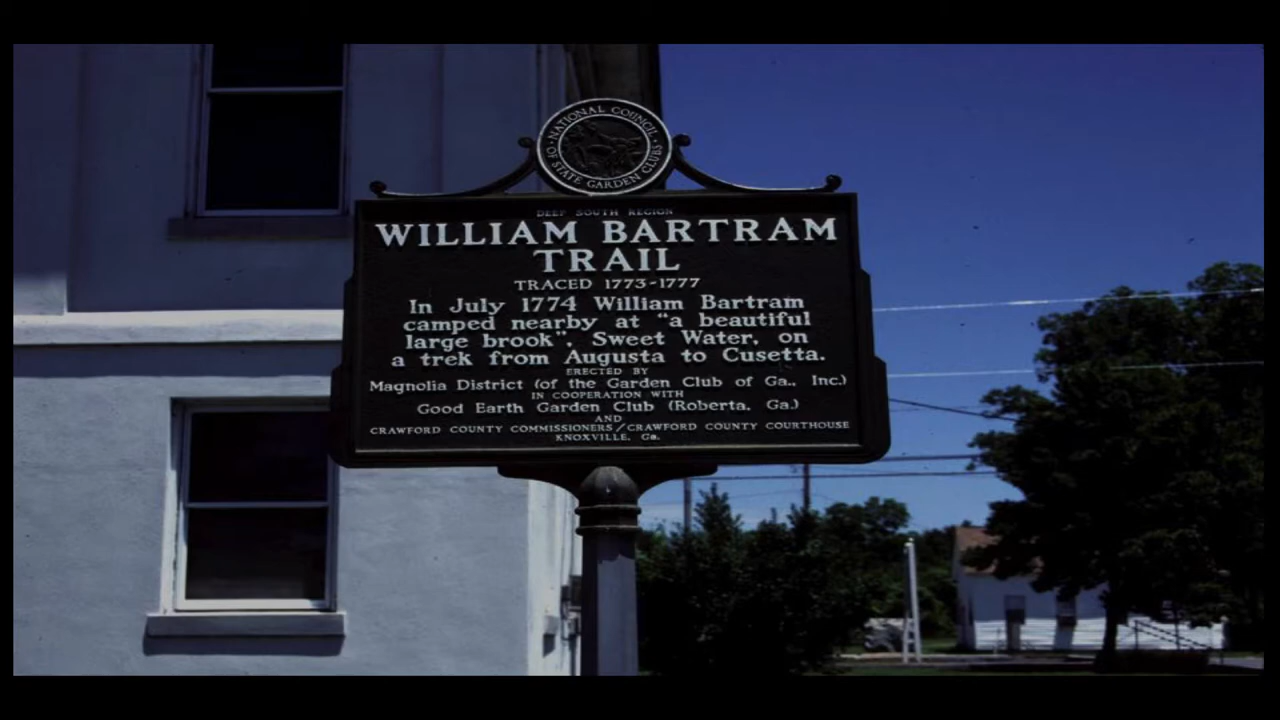 NATIONAL COUNCIL
OF STATE GARDEN CLUBS
DEEP SOUTH REGION
WILLIAM BARTRAM
TRAIL
TRACED 1773-1777
In July 1774 William Bartram
camped nearby at "a beautiful
large brook", Sweet Water, on
a trek from Augusta to Cusetta.
ERECTED BY
Magnolia District (of the Garden Club of Ga., Inc.)
IN COOPERATION WITH
Good Earth Garden Club (Roberta, Ga.)
AND
CRAWFORD COUNTY COMMISSIONERS/CRAWFORD COUNTY COURTHOUSE
KNOXVILLE, Ga.